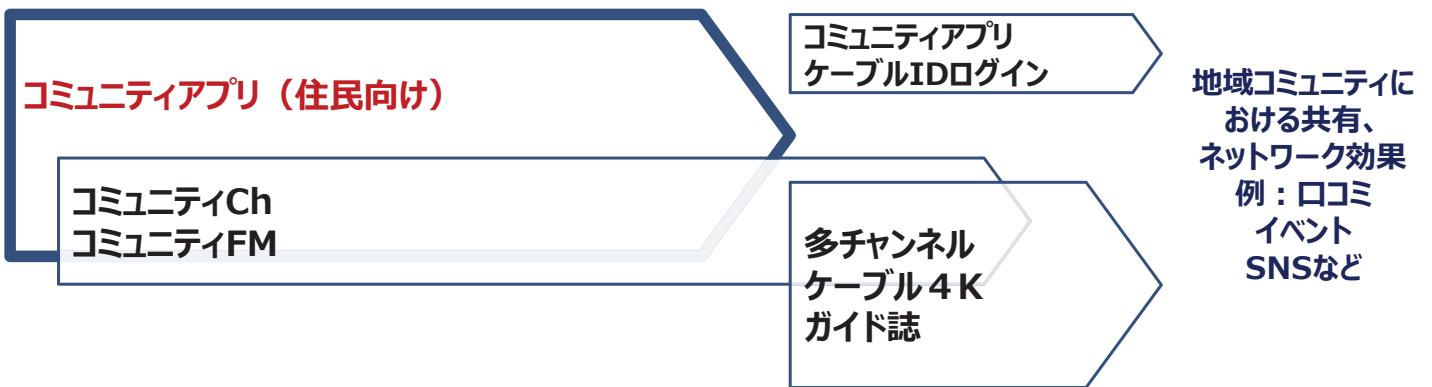 コミュニティアプリ（住民向け）
コミュニティCh
コミュニティFM
コミュニティアプリ
ケーブルIDログイン
多チャンネル
ケーブル４K
ガイド誌
地域コミュニティに
おける共有、
ネットワーク効果
例：口コミ
イベント
SNSなど